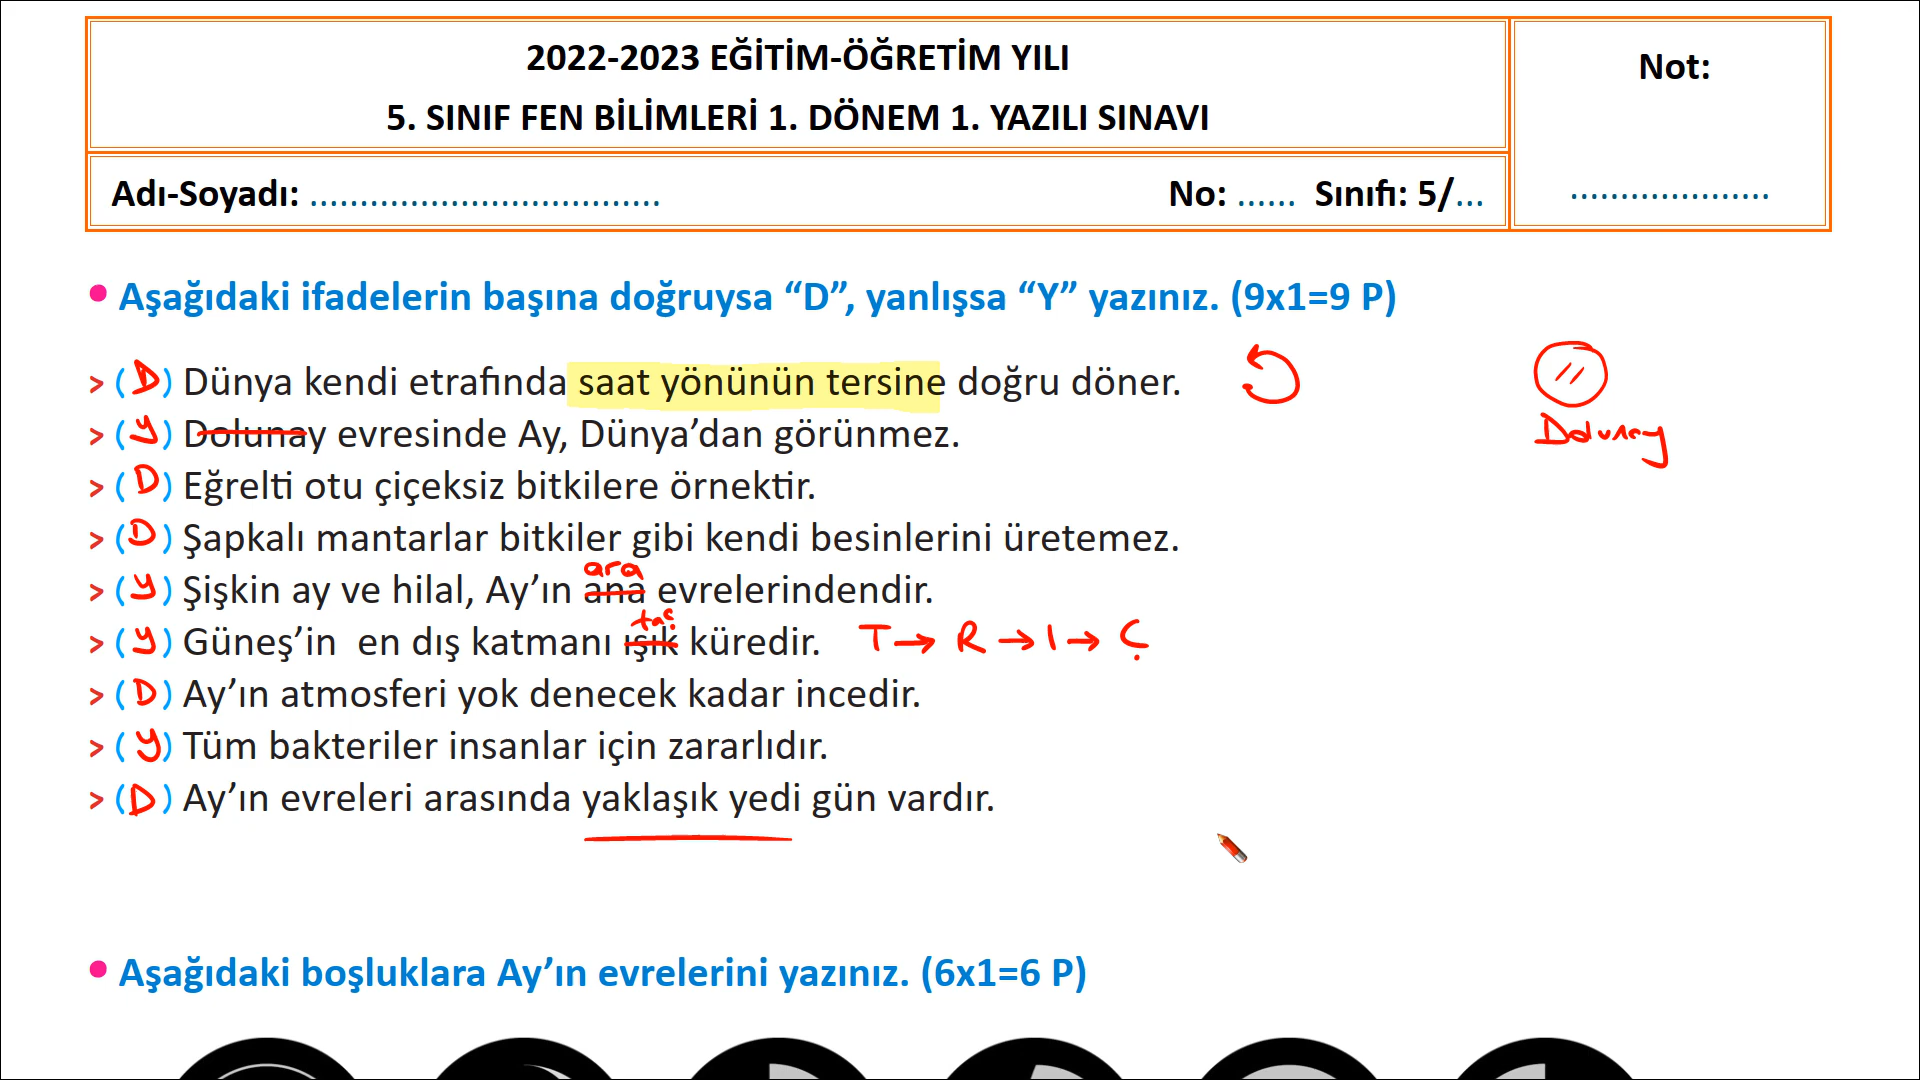 2022-2023 EĞİTİM-ÖĞRETİM YILI
5. SINIF FEN BİLİMLERİ 1. DÖNEM 1. YAZILI SINAVI
Not:
Adı-Soyadı: ................................... No: ...... Sınıfı: 5/...
....................
• Aşağıdaki ifadelerin başına doğruysa “D”, yanlışsa “Y” yazınız. (9x1=9 P)
> (D) Dünya kendi etrafında saat yönünün tersine doğru döner.
> (y) Dolunay evresinde Ay, Dünya’dan görünmez.
Dolunay
> (D) Eğrelti otu çiçeksiz bitkilere örnektir.
> (D) Şapkalı mantarlar bitkiler gibi kendi besinlerini üretemez.
ara
> (y) Şişkin ay ve hilal, Ay’ın ana evrelerindendir.
taç
> (y) Güneş’in en dış katmanı ışık küredir. T → R → I → Ç
> (D) Ay’ın atmosferi yok denecek kadar incedir.
> (y) Tüm bakteriler insanlar için zararlıdır.
> (D) Ay’ın evreleri arasında yaklaşık yedi gün vardır.
• Aşağıdaki boşluklara Ay’ın evrelerini yazınız. (6x1=6 P)